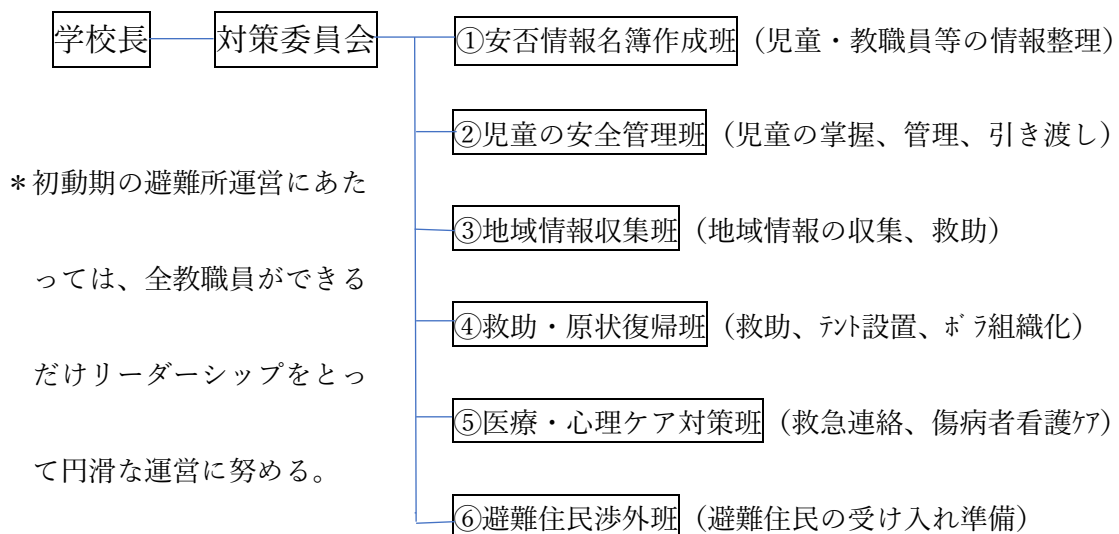 学校長 対策委員会 ①安否情報名簿作成班（児童・教職員等の情報整理）
②児童の安全管理班（児童の掌握、管理、引き渡し）
③地域情報収集班（地域情報の収集、救助）
④救助・原状復帰班（救助、ﾃﾝﾄ設置、ﾎﾞﾗ組織化）
⑤医療・心理ケア対策班（救急連絡、傷病者看護ｹｱ）
⑥避難住民渉外班（避難住民の受け入れ準備）
＊初動期の避難所運営にあた
っては、全教職員ができる
だけリーダーシップをとっ
て円滑な運営に努める。